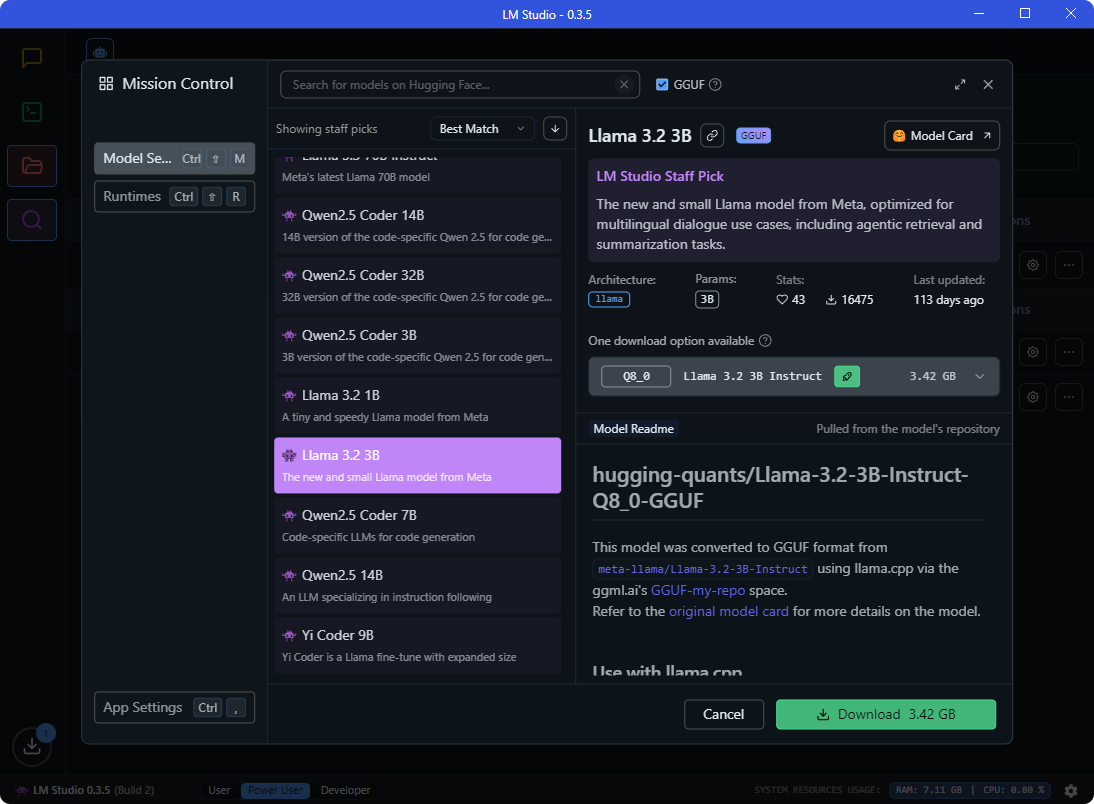 LM Studio - 0.3.5
Mission Control
Search for models on Hugging Face...
GGUF
Model Se... Ctrl ⇧ M
Runtimes Ctrl ⇧ R
App Settings Ctrl ,
Showing staff picks
Best Match
Llama 3.3 70B Instruct
Meta's latest Llama 70B model
Qwen2.5 Coder 14B
14B version of the code-specific Qwen 2.5 for code ge...
Qwen2.5 Coder 32B
32B version of the code-specific Qwen 2.5 for code ge...
Qwen2.5 Coder 3B
3B version of the code-specific Qwen 2.5 for code gen...
Llama 3.2 1B
A tiny and speedy Llama model from Meta
Llama 3.2 3B
The new and small Llama model from Meta
Qwen2.5 Coder 7B
Code-specific LLMs for code generation
Qwen2.5 14B
An LLM specializing in instruction following
Yi Coder 9B
Yi Coder is a Llama fine-tune with expanded size
Llama 3.2 3B
GGUF
Model Card
LM Studio Staff Pick
The new and small Llama model from Meta, optimized for
multilingual dialogue use cases, including agentic retrieval and
summarization tasks.
Architecture: Params: Stats: Last updated:
llama 3B 43 16475 113 days ago
One download option available
Q8_0 Llama 3.2 3B Instruct 3.42 GB
Model Readme Pulled from the model's repository
hugging-quants/Llama-3.2-3B-Instruct-
Q8_0-GGUF
This model was converted to GGUF format from
meta-llama/Llama-3.2-3B-Instruct using llama.cpp via the
ggml.ai's GGUF-my-repo space.
Refer to the original model card for more details on the model.
Use with llama.cpp
Cancel
Download 3.42 GB
ons
ons
1
LM Studio 0.3.5 (Build 2)
User Power User Developer
SYSTEM RESOURCES USAGE: RAM: 7.11 GB | CPU: 0.00 %